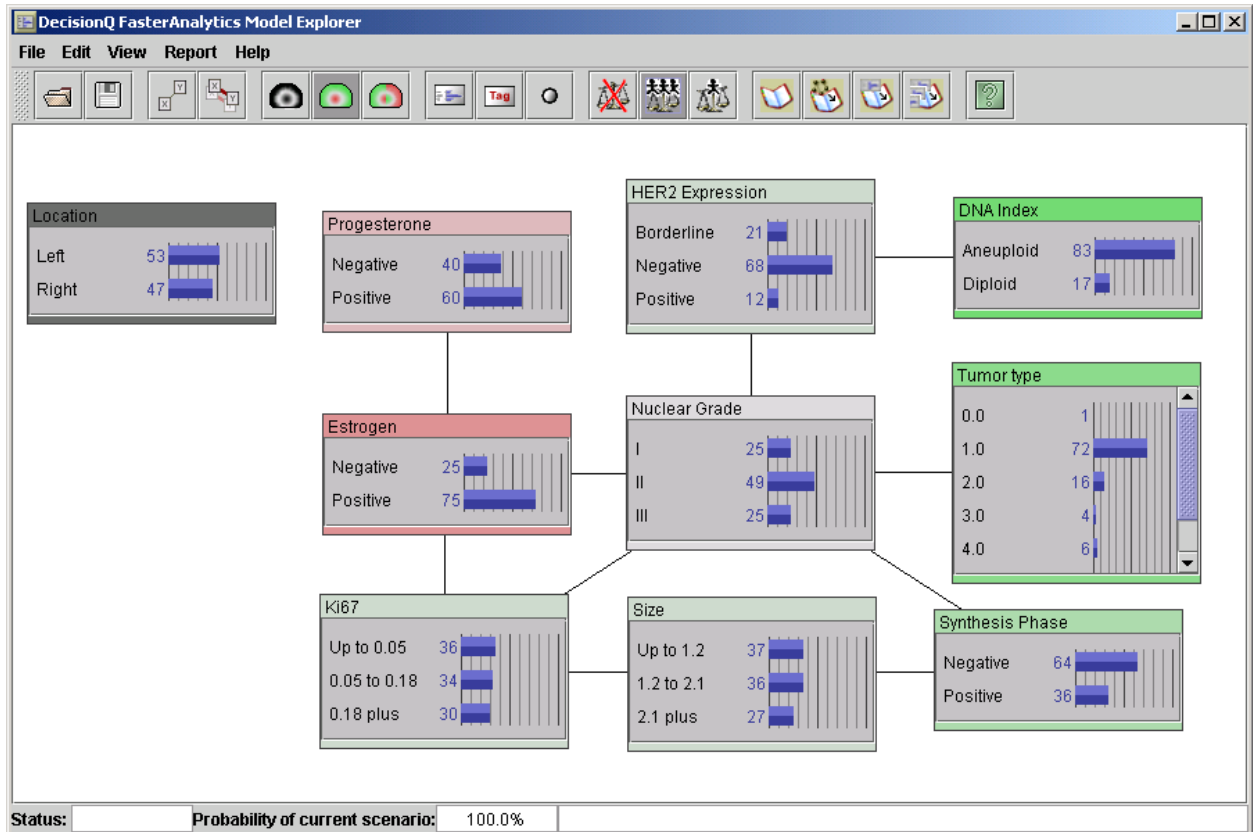 DecisionQ FasterAnalytics Model Explorer
File Edit View Report Help
X Y X Y Tag ?
Location
Left 53
Right 47
Progesterone
Negative 40
Positive 60
HER2 Expression
Borderline 21
Negative 68
Positive 12
DNA Index
Aneuploid 83
Diploid 17
Estrogen
Negative 25
Positive 75
Nuclear Grade
I 25
II 49
III 25
Tumor type
0.0 1
1.0 72
2.0 16
3.0 4
4.0 6
Ki67
Up to 0.05 36
0.05 to 0.18 34
0.18 plus 30
Size
Up to 1.2 37
1.2 to 2.1 36
2.1 plus 27
Synthesis Phase
Negative 64
Positive 36
Status: Probability of current scenario: 100.0%